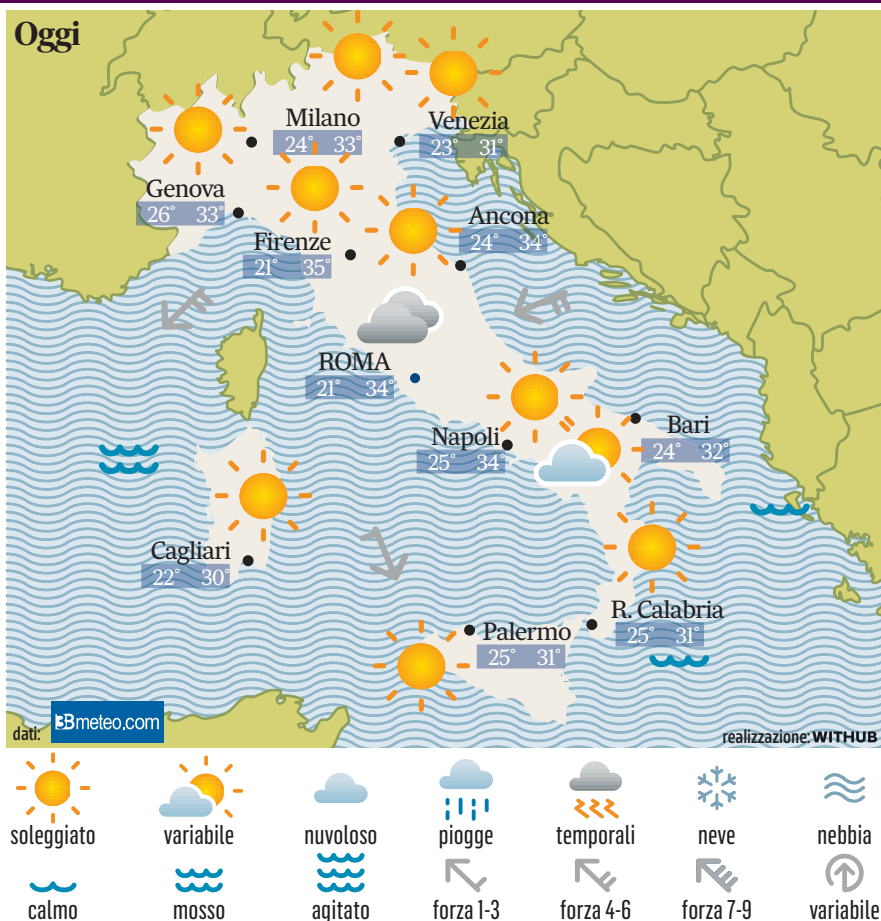 Oggi
Milano
24° 33°
Venezia
23° 31°
Genova
26° 33°
Ancona
24° 34°
Firenze
21° 35°
ROMA
21° 34°
Napoli
25° 34°
Bari
24° 32°
Cagliari
22° 30°
R. Calabria
25° 31°
Palermo
25° 31°
dati: 3Bmeteo.com
realizzazione: WITHUB
soleggiato variabile nuvoloso piogge temporali neve nebbia
calmo mosso agitato forza 1-3 forza 4-6 forza 7-9 variabile